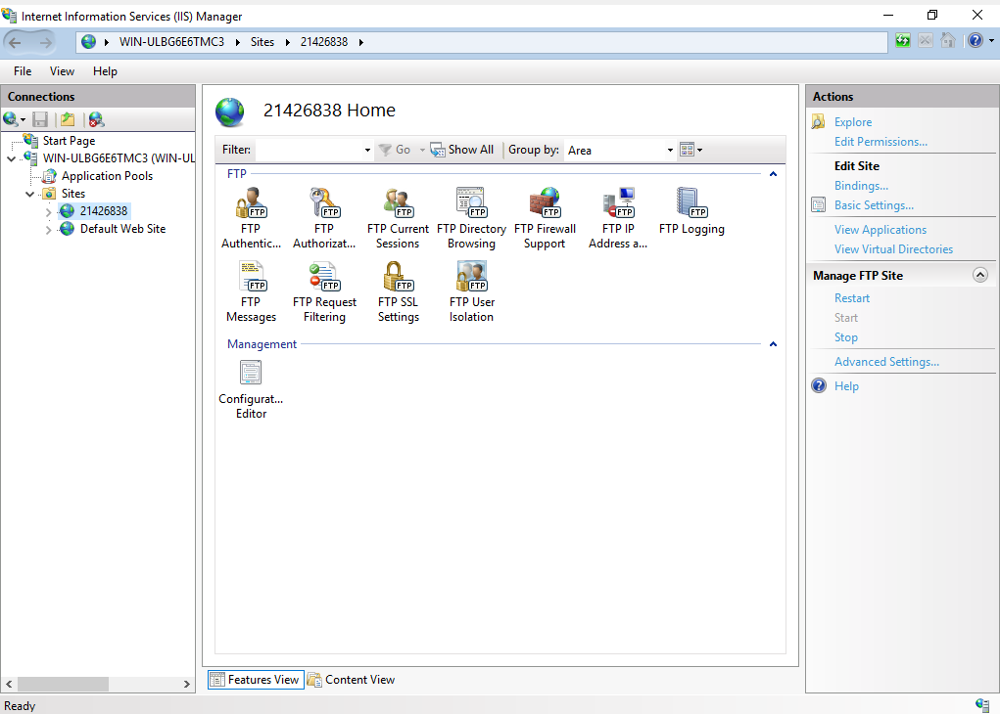 Internet Information Services (IIS) Manager
WIN-ULBG6E6TMC3 Sites 21426838
File View Help
Connections
Start Page
WIN-ULBG6E6TMC3 (WIN-UL
Application Pools
Sites
21426838
Default Web Site
21426838 Home
Filter: Go Show All Group by: Area
FTP
FTP Authentic...
FTP Authorizat...
FTP Current Sessions
FTP Directory Browsing
FTP Firewall Support
FTP IP Address a...
FTP Logging
FTP Messages
FTP Request Filtering
FTP SSL Settings
FTP User Isolation
Management
Configurat... Editor
Features View Content View
Actions
Explore
Edit Permissions...
Edit Site
Bindings...
Basic Settings...
View Applications
View Virtual Directories
Manage FTP Site
Restart
Start
Stop
Advanced Settings...
Help
Ready